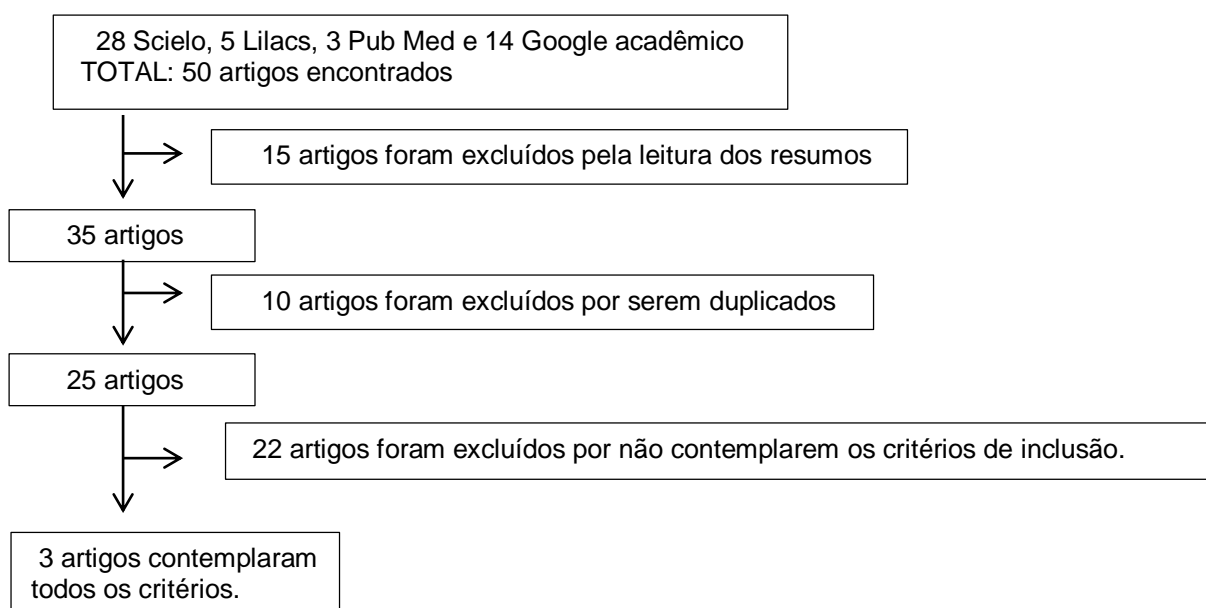 28 Scielo, 5 Lilacs, 3 Pub Med e 14 Google acadêmico
TOTAL: 50 artigos encontrados
15 artigos foram excluídos pela leitura dos resumos
35 artigos
10 artigos foram excluídos por serem duplicados
25 artigos
22 artigos foram excluídos por não contemplarem os critérios de inclusão.
3 artigos contemplaram
todos os critérios.